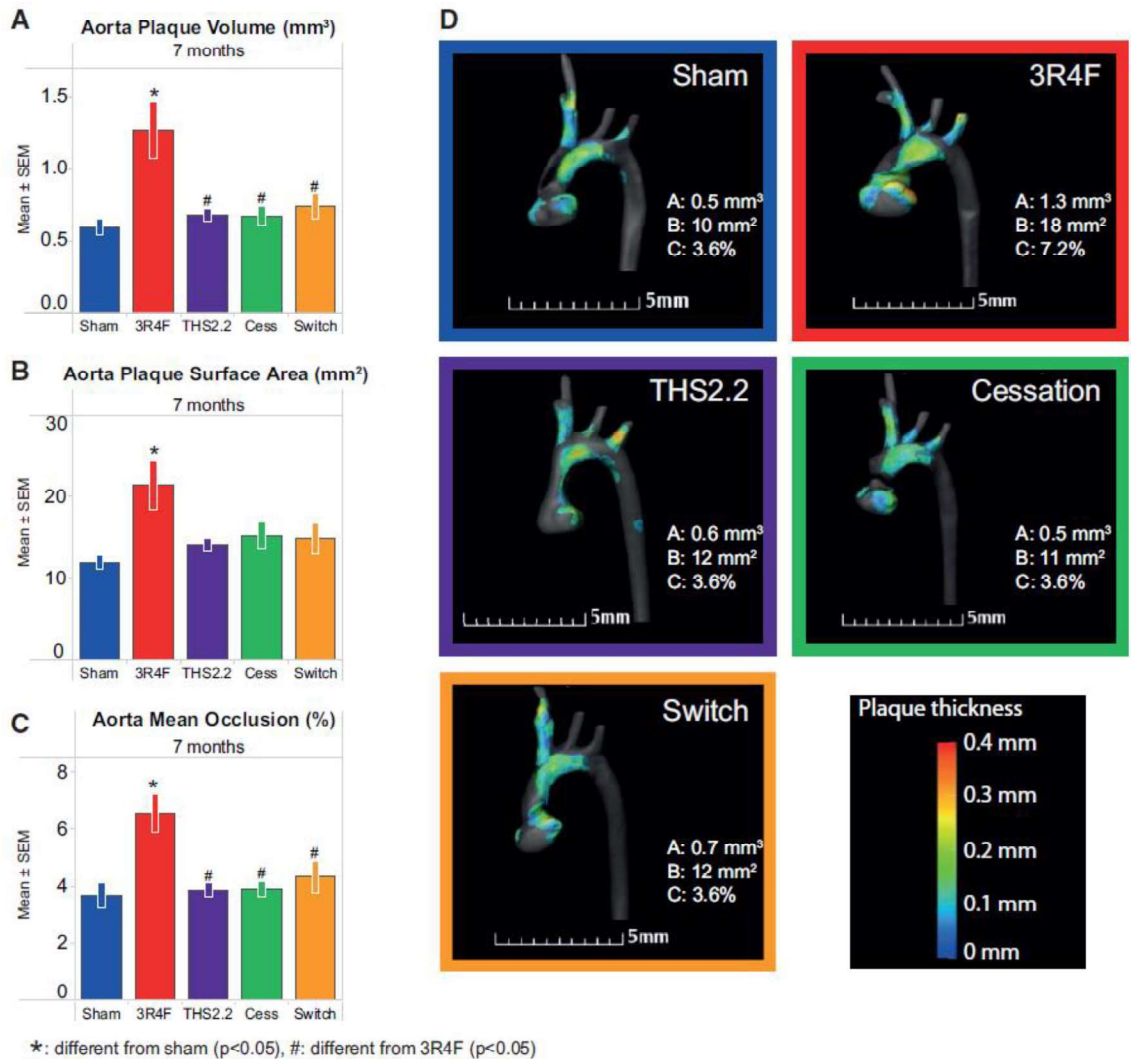 A
Aorta Plaque Volume (mm³)
7 months
Mean ± SEM
1.5
1.0
0.5
0.0
*
#
#
#
Sham
3R4F
THS2.2
Cess
Switch
B
Aorta Plaque Surface Area (mm²)
7 months
Mean ± SEM
30
20
10
0
*
Sham
3R4F
THS2.2
Cess
Switch
C
Aorta Mean Occlusion (%)
7 months
Mean ± SEM
8
6
4
2
0
*
#
#
#
Sham
3R4F
THS2.2
Cess
Switch
*: different from sham (p<0.05), #: different from 3R4F (p<0.05)
D
Sham
A: 0.5 mm³
B: 10 mm²
C: 3.6%
5mm
3R4F
A: 1.3 mm³
B: 18 mm²
C: 7.2%
5mm
THS2.2
A: 0.6 mm³
B: 12 mm²
C: 3.6%
5mm
Cessation
A: 0.5 mm³
B: 11 mm²
C: 3.6%
5mm
Switch
A: 0.7 mm³
B: 12 mm²
C: 3.6%
5mm
Plaque thickness
0.4 mm
0.3 mm
0.2 mm
0.1 mm
0 mm